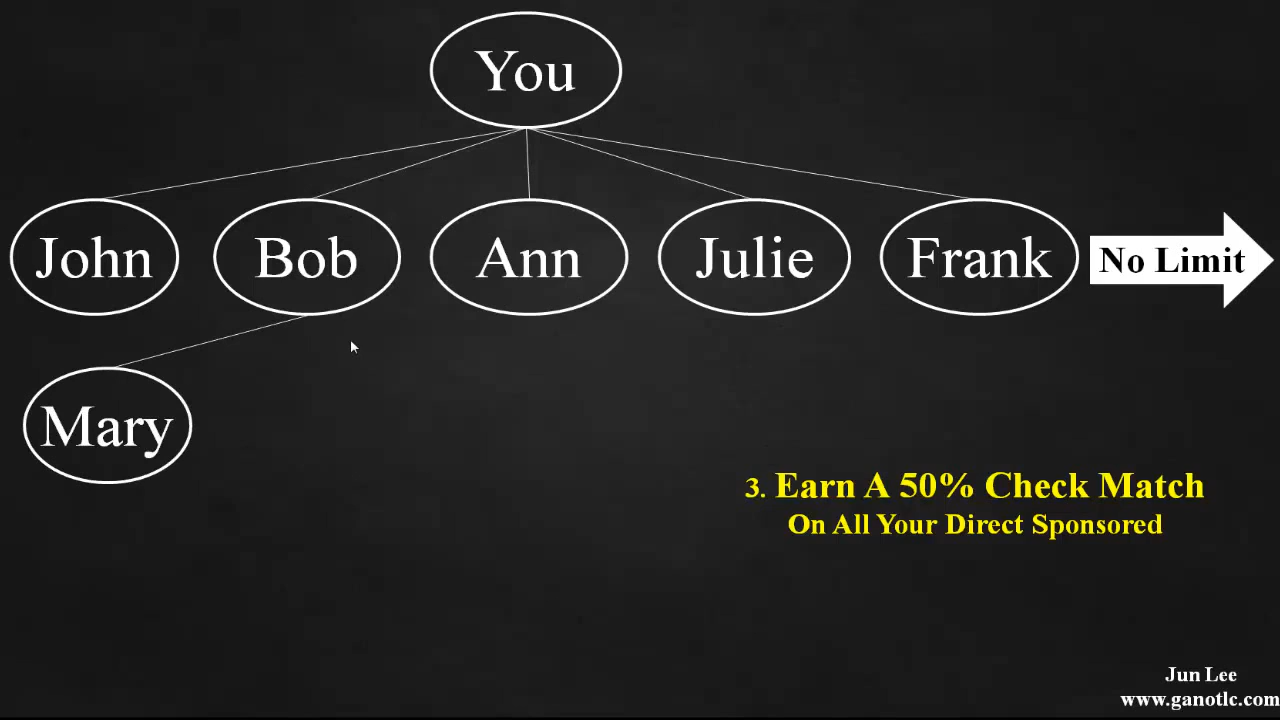 You
John Bob Ann Julie Frank No Limit
Mary
3. Earn A 50% Check Match
On All Your Direct Sponsored
Jun Lee
www.ganotlc.com